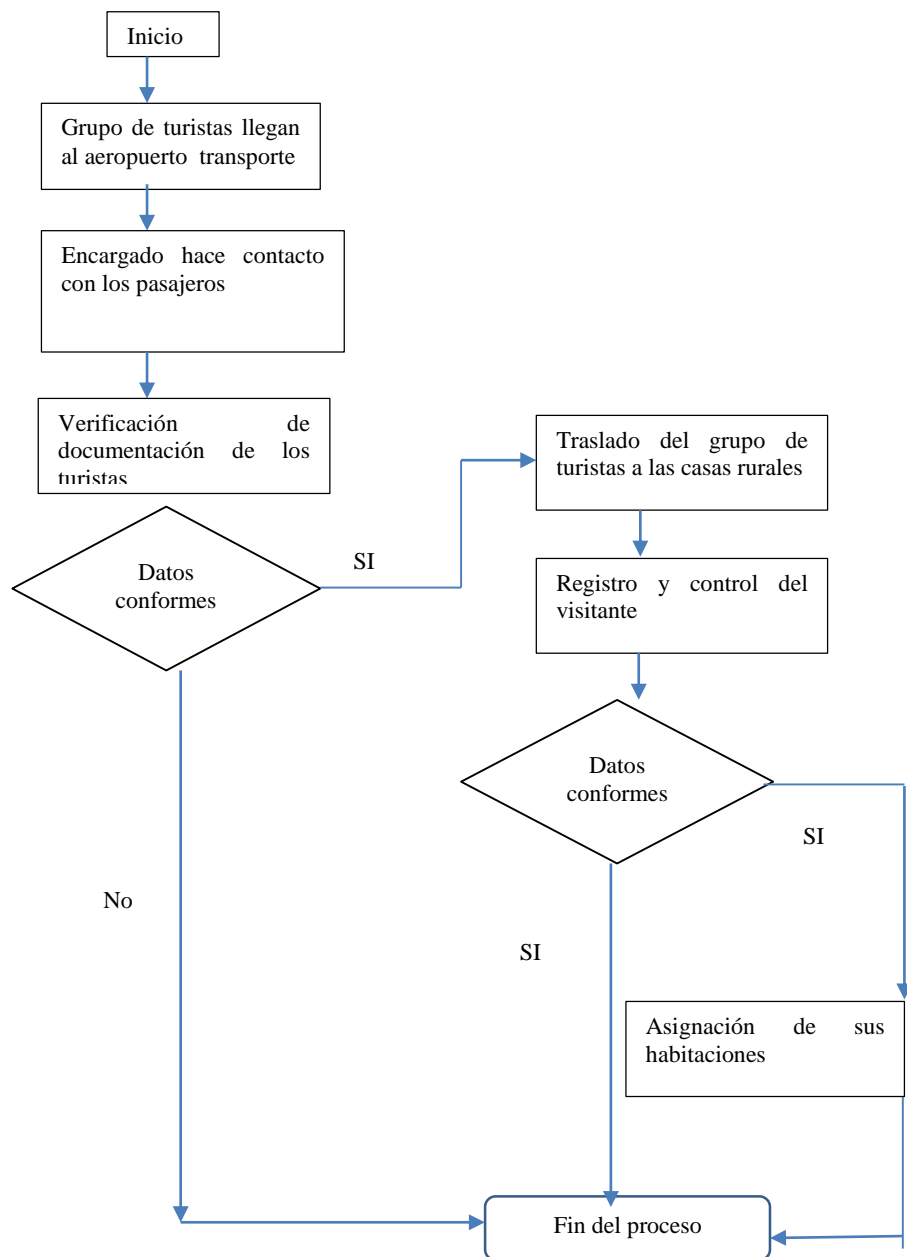 Inicio
Grupo de turistas llegan
al aeropuerto transporte
Encargado hace contacto
con los pasajeros
Verificación de
documentación de los
turistas
Datos
conformes
SI
No
Traslado del grupo de
turistas a las casas rurales
Registro y control del
visitante
Datos
conformes
SI
SI
Asignación de sus
habitaciones
Fin del proceso